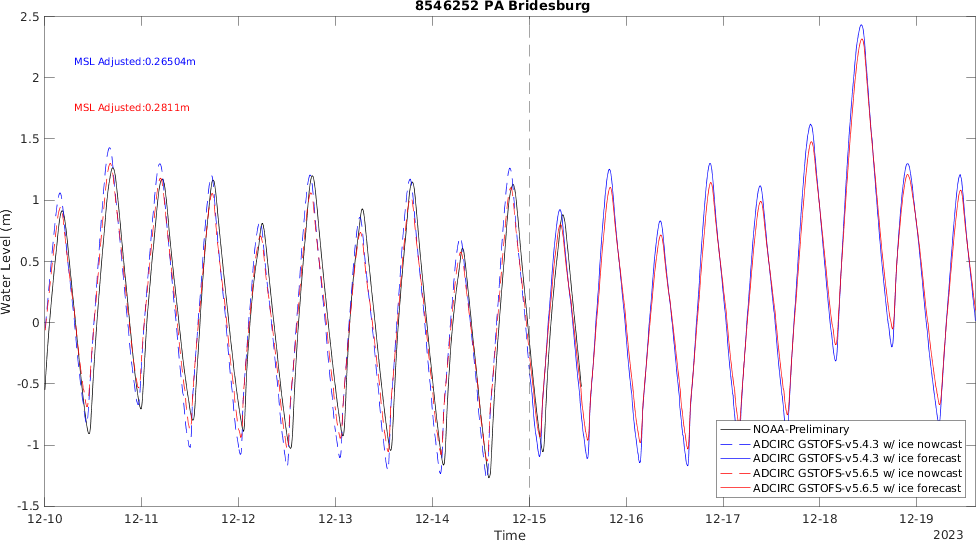 8546252 PA Bridesburg
MSL Adjusted:0.26504m
MSL Adjusted:0.2811m
Water Level (m)
2.5
2
1.5
1
0.5
0
-0.5
-1
-1.5
NOAA-Preliminary
ADCIRC GSTOFS-v5.4.3 w/ ice nowcast
ADCIRC GSTOFS-v5.4.3 w/ ice forecast
ADCIRC GSTOFS-v5.6.5 w/ ice nowcast
ADCIRC GSTOFS-v5.6.5 w/ ice forecast
12-10 12-11 12-12 12-13 12-14 12-15 12-16 12-17 12-18 12-19
Time
2023